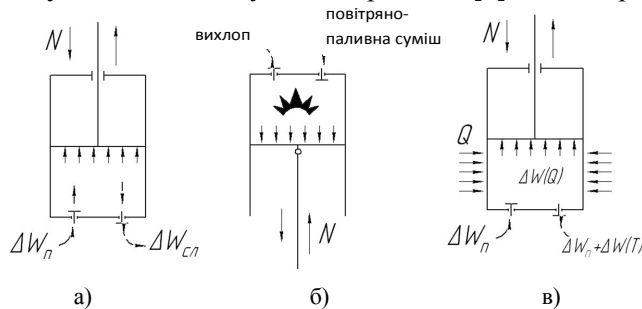 N
ΔWп
ΔWсл
а)
вихлоп
повітряно-
паливна суміш
N
б)
N
Q
ΔW(Q)
ΔWп
ΔWп+ΔW(T)
в)